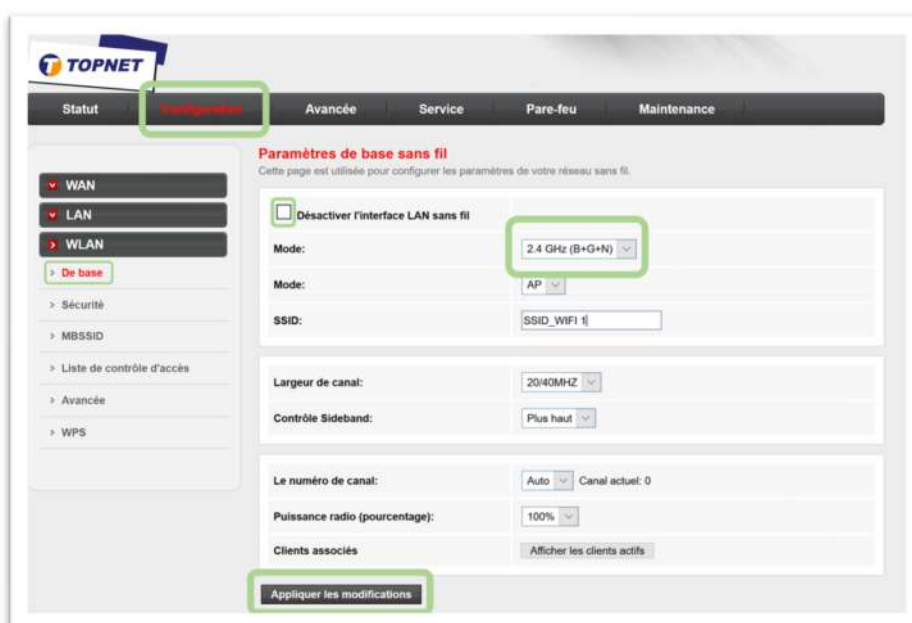 TOPNET
Statut Configuration Avancée Service Pare-feu Maintenance
Paramètres de base sans fil
Cette page est utilisée pour configurer les paramètres de votre réseau sans fil.
WAN
LAN
WLAN
De base
Sécurité
MBSSID
Liste de contrôle d'accès
Avancée
WPS
Désactiver l'interface LAN sans fil
Mode: 2.4 GHz (B+G+N)
Mode: AP
SSID: SSID_WIFI 1
Largeur de canal: 20/40MHZ
Contrôle Sideband: Plus haut
Le numéro de canal: Auto Canal actuel: 0
Puissance radio (pourcentage): 100%
Clients associés Afficher les clients actifs
Appliquer les modifications